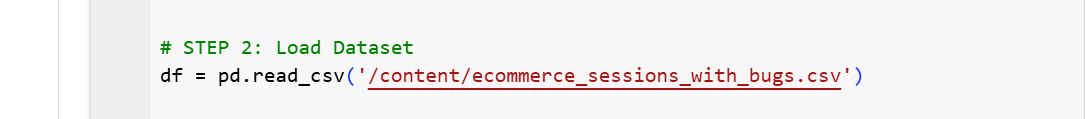 # STEP 2: Load Dataset
df = pd.read_csv('/content/ecommerce_sessions_with_bugs.csv')